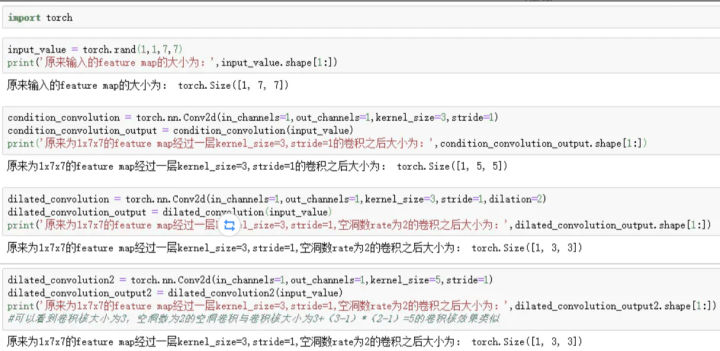 import torch
input_value = torch.rand(1,1,7,7)
print('原来输入的feature map的大小为：',input_value.shape[1:])
原来输入的feature map的大小为： torch.Size([1, 7, 7])
condition_convolution = torch.nn.Conv2d(in_channels=1,out_channels=1,kernel_size=3,stride=1)
condition_convolution_output = condition_convolution(input_value)
print('原来为1x7x7的feature map经过一层kernel_size=3,stride=1的卷积之后大小为：',condition_convolution_output.shape[1:])
原来为1x7x7的feature map经过一层kernel_size=3,stride=1的卷积之后大小为： torch.Size([1, 5, 5])
dilated_convolution = torch.nn.Conv2d(in_channels=1,out_channels=1,kernel_size=3,stride=1,dilation=2)
dilated_convolution_output = dilated_convolution(input_value)
print('原来为1x7x7的feature map经过一层 size=3,stride=1,空洞数rate为2的卷积之后大小为：',dilated_convolution_output.shape[1:])
原来为1x7x7的feature map经过一层kernel_size=3,stride=1,空洞数rate为2的卷积之后大小为： torch.Size([1, 3, 3])
dilated_convolution2 = torch.nn.Conv2d(in_channels=1,out_channels=1,kernel_size=5,stride=1)
dilated_convolution_output2 = dilated_convolution2(input_value)
print('原来为1x7x7的feature map经过一层kernel_size=3,stride=1,空洞数rate为2的卷积之后大小为：',dilated_convolution_output2.shape[1:])
#可以看到卷积核大小为3，空洞数为2的空洞卷积与卷积核大小为3+（3-1）*（2-1）=5的卷积核效果类似
原来为1x7x7的feature map经过一层kernel_size=3,stride=1,空洞数rate为2的卷积之后大小为： torch.Size([1, 3, 3])